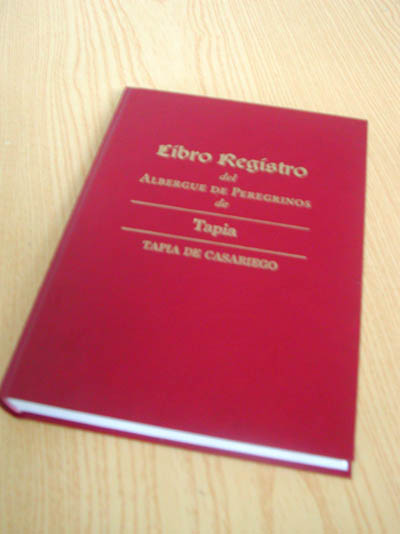 Libro Registro
del
ALBERGUE DE PEREGRINOS
de
Tapia
TAPIA DE CASARIEGO